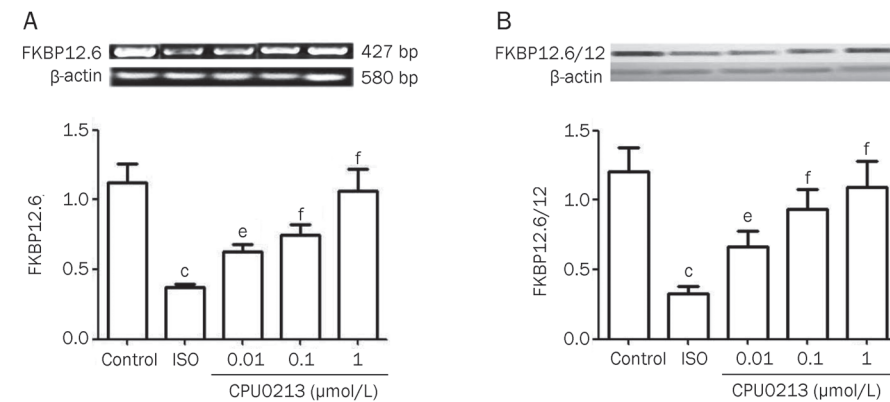 A
FKBP12.6 427 bp
β-actin 580 bp
1.5
1.0
0.5
0.0
FKBP12.6
c
e
f
f
Control ISO 0.01 0.1 1
CPU0213 (μmol/L)
B
FKBP12.6/12
β-actin
1.5
1.0
0.5
0.0
FKBP12.6/12
c
e
f
f
Control ISO 0.01 0.1 1
CPU0213 (μmol/L)